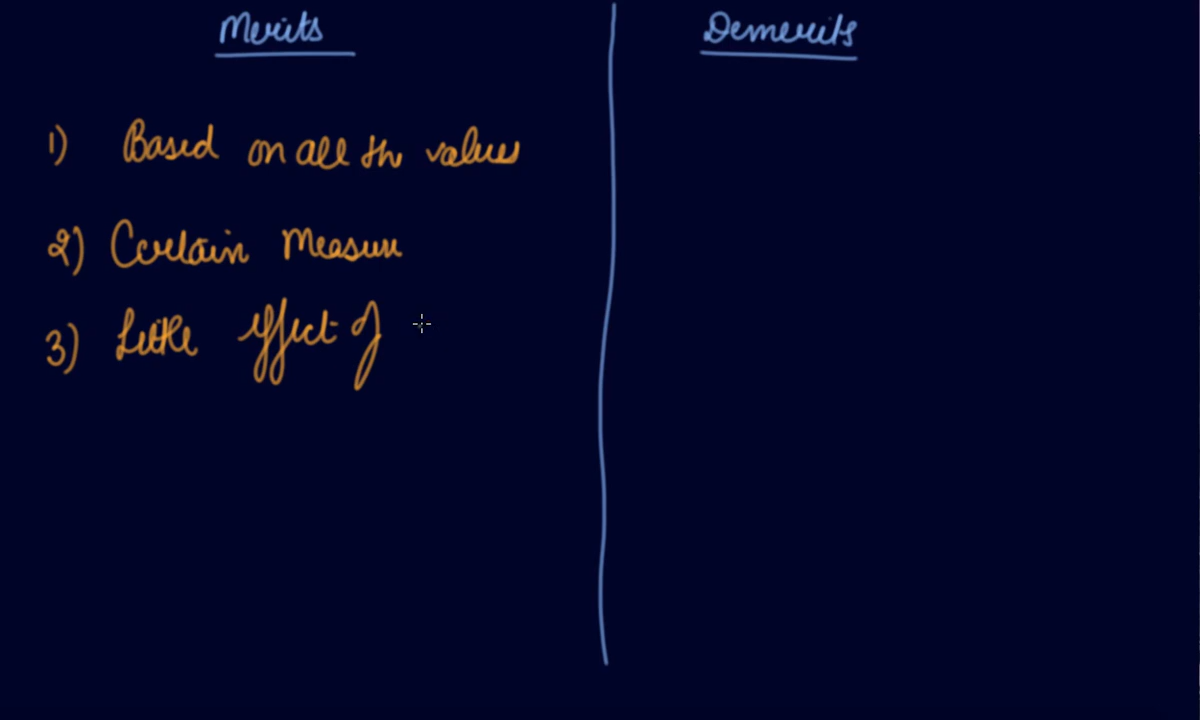 Merits
Demerits
1) Based on all the values
2) Certain Measure
3) Little effect of